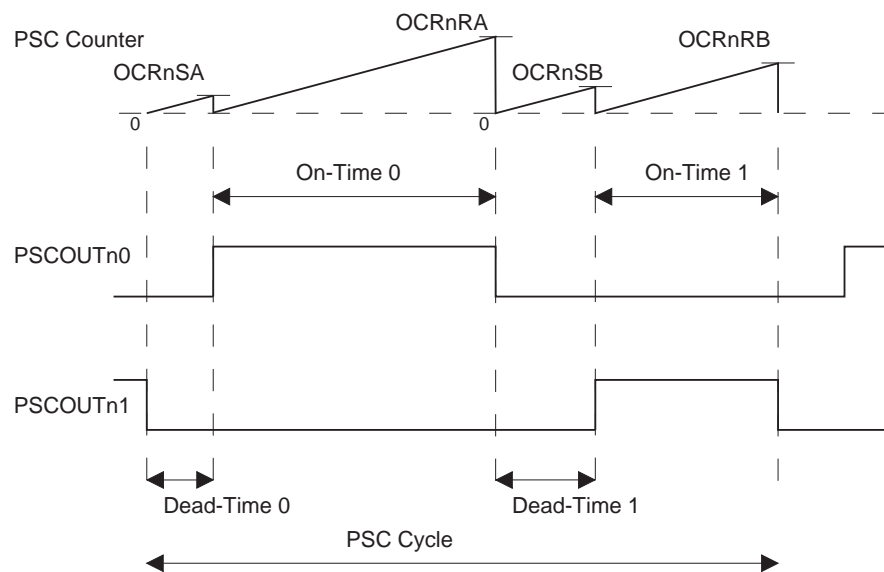 OCRnRA
PSC Counter
OCRnRB
OCRnSA
OCRnSB
0
0
On-Time 0
On-Time 1
PSCOUTn0
PSCOUTn1
Dead-Time 0
Dead-Time 1
PSC Cycle